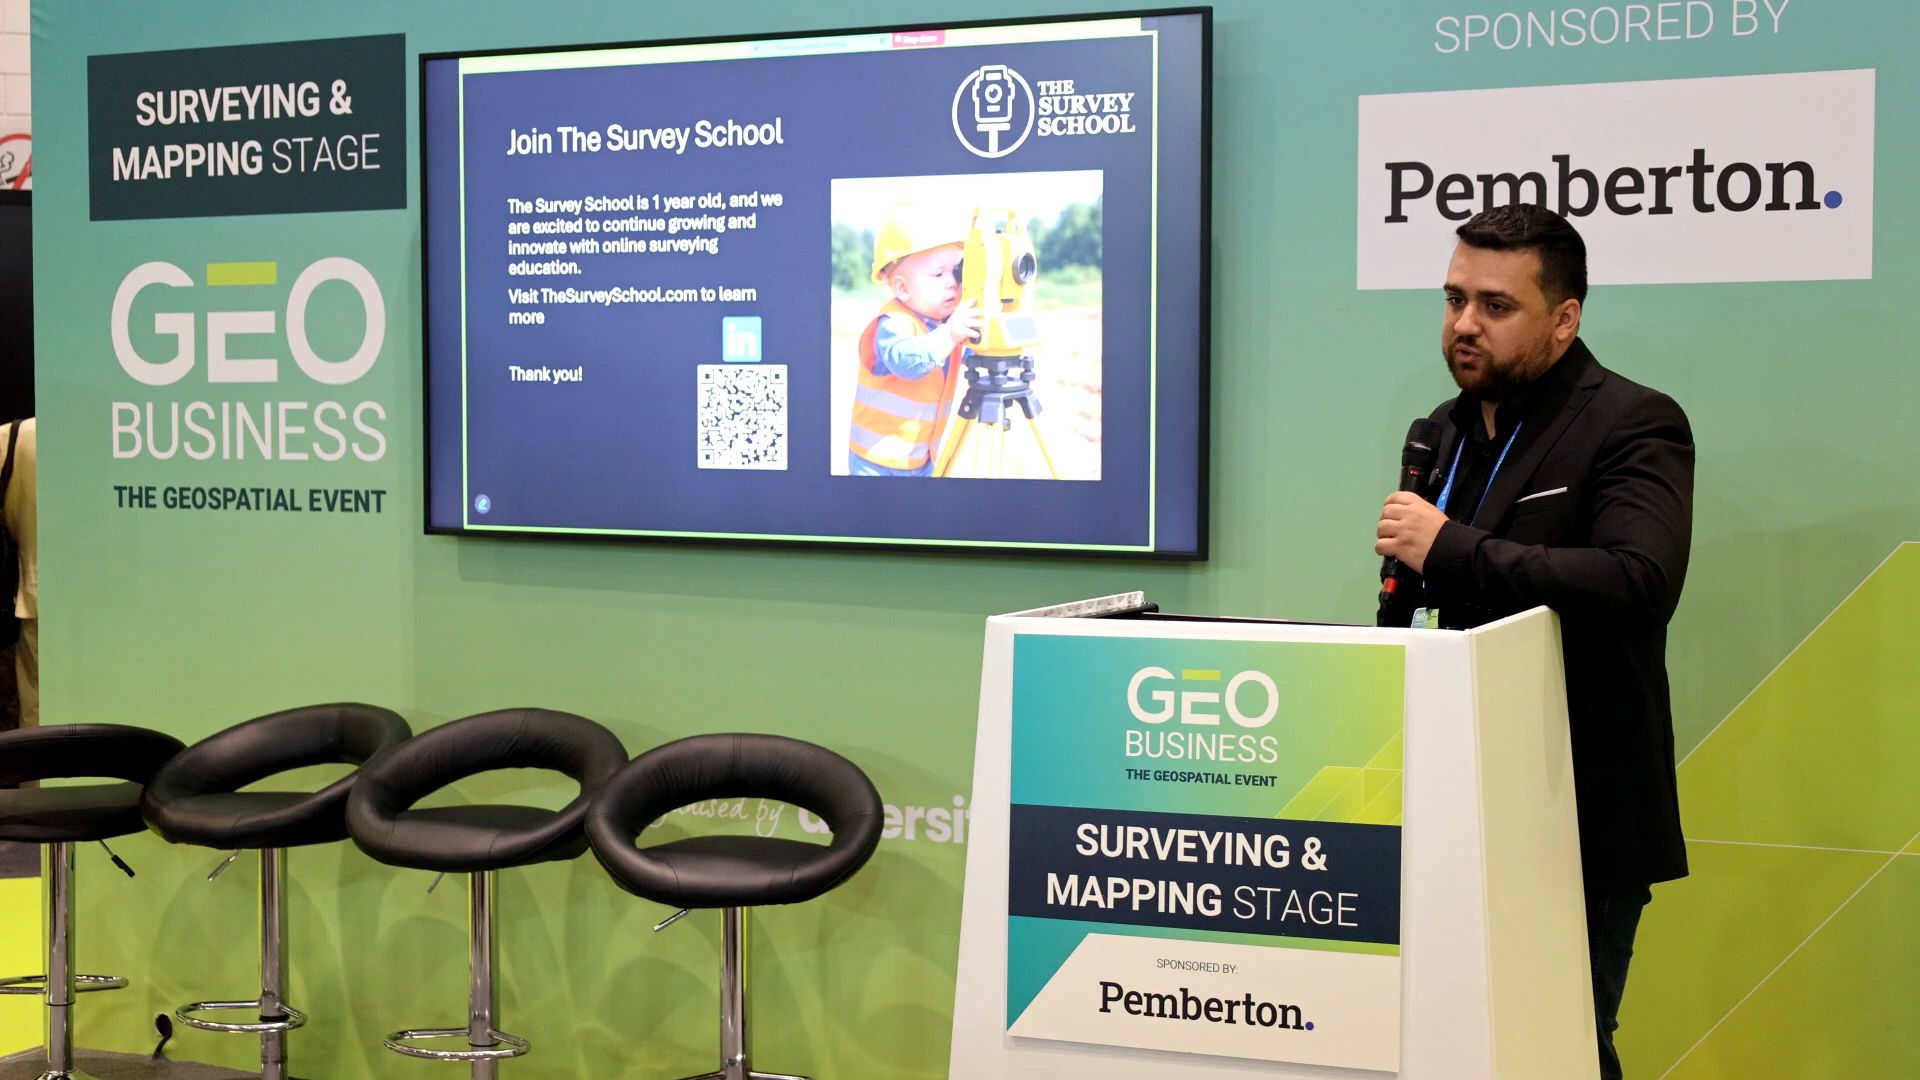 SURVEYING &
MAPPING STAGE
GEO
BUSINESS
THE GEOSPATIAL EVENT
Join The Survey School
THE
SURVEY
SCHOOL
The Survey School is 1 year old, and we
are excited to continue growing and
innovate with online surveying
education.
Visit TheSurveySchool.com to learn
more
in
Thank you!
SPONSORED BY
Pemberton.
by
GEO
BUSINESS
THE GEOSPATIAL EVENT
SURVEYING &
MAPPING STAGE
SPONSORED BY:
Pemberton.